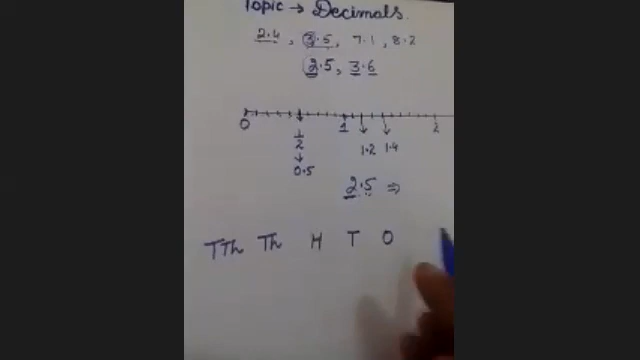 Topic → Decimals.
2.4, 3.5, 7.1, 8.2
2.5, 3.6
0 1 2
1/2 1.2 1.4
0.5
2.5 ⇒
TTh Th H T O